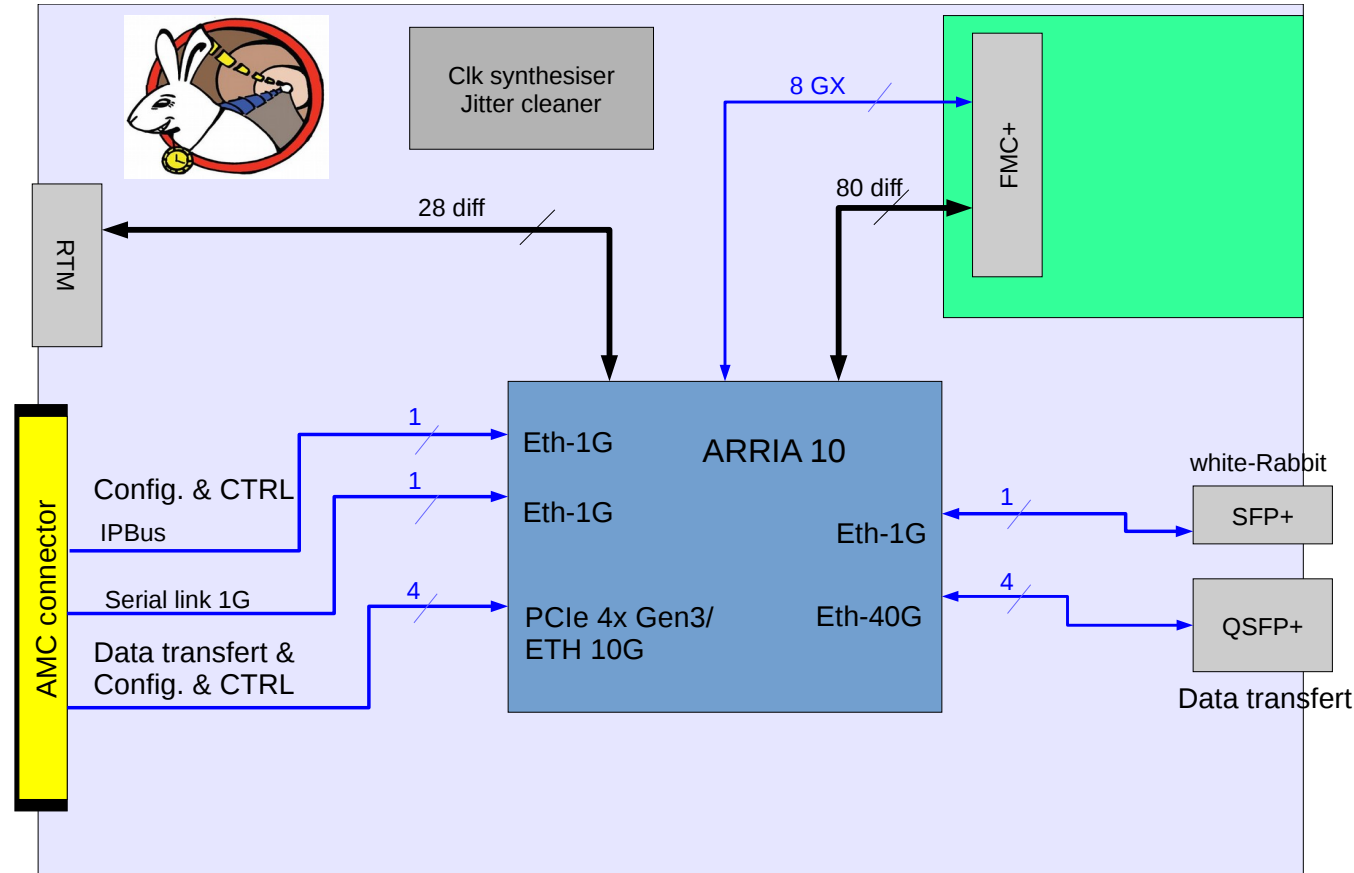 Clk synthesiser
Jitter cleaner
8 GX
FMC+
80 diff
28 diff
RTM
ARRIA 10
1
Eth-1G
Config. & CTRL
IPBus
1
Eth-1G
Serial link 1G
4
PCIe 4x Gen3/
ETH 10G
Data transfert &
Config. & CTRL
AMC connector
white-Rabbit
SFP+
1
Eth-1G
4
Eth-40G
QSFP+
Data transfert